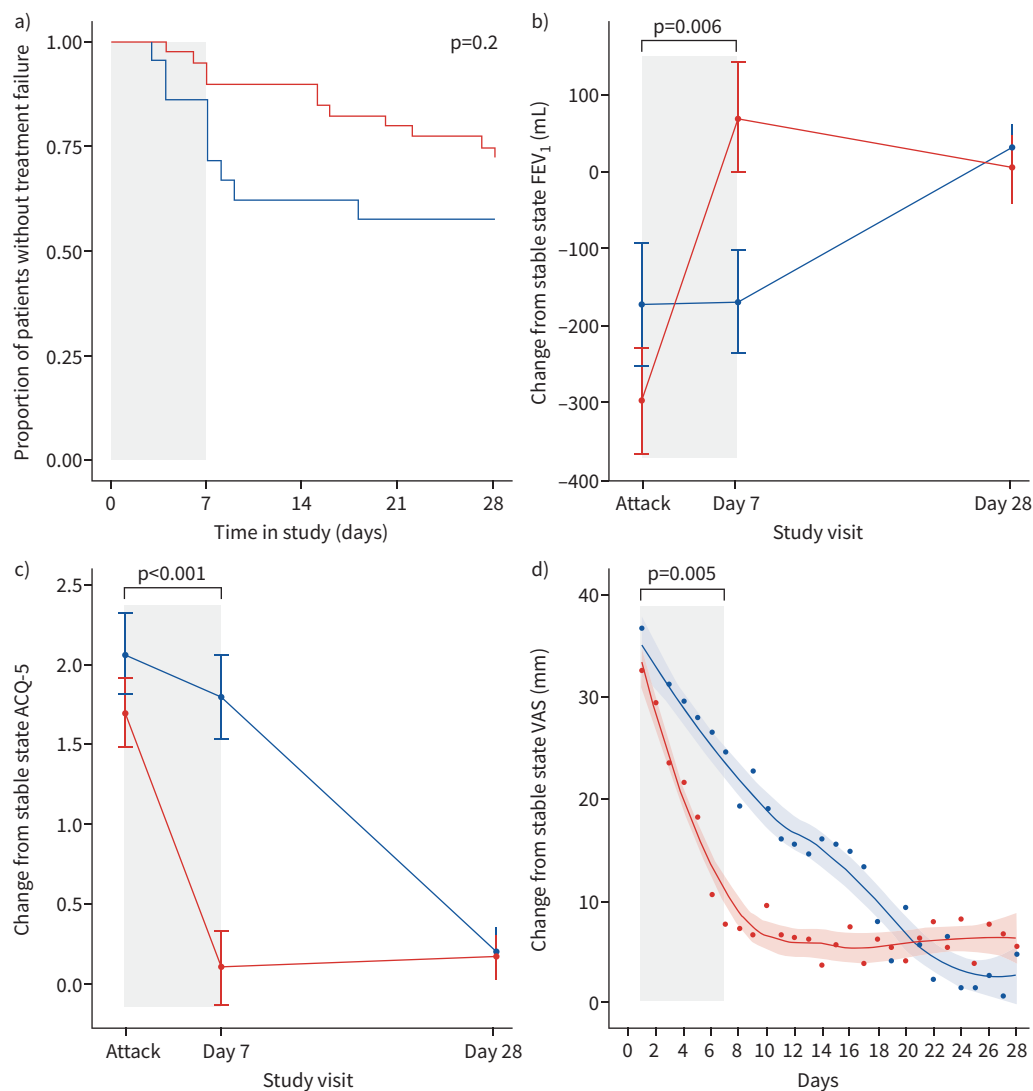 a)
1.00
0.75
0.50
0.25
0.00
p=0.2
0 7 14 21 28
Time in study (days)
Proportion of patients without treatment failure
b)
p=0.006
100
0
–100
–200
–300
–400
Attack Day 7 Day 28
Study visit
Change from stable state FEV1 (mL)
c)
p<0.001
2.5
2.0
1.5
1.0
0.5
0.0
Attack Day 7 Day 28
Study visit
Change from stable state ACQ-5
d)
p=0.005
40
30
20
10
0
0 2 4 6 8 10 12 14 16 18 20 22 24 26 28
Days
Change from stable state VAS (mm)